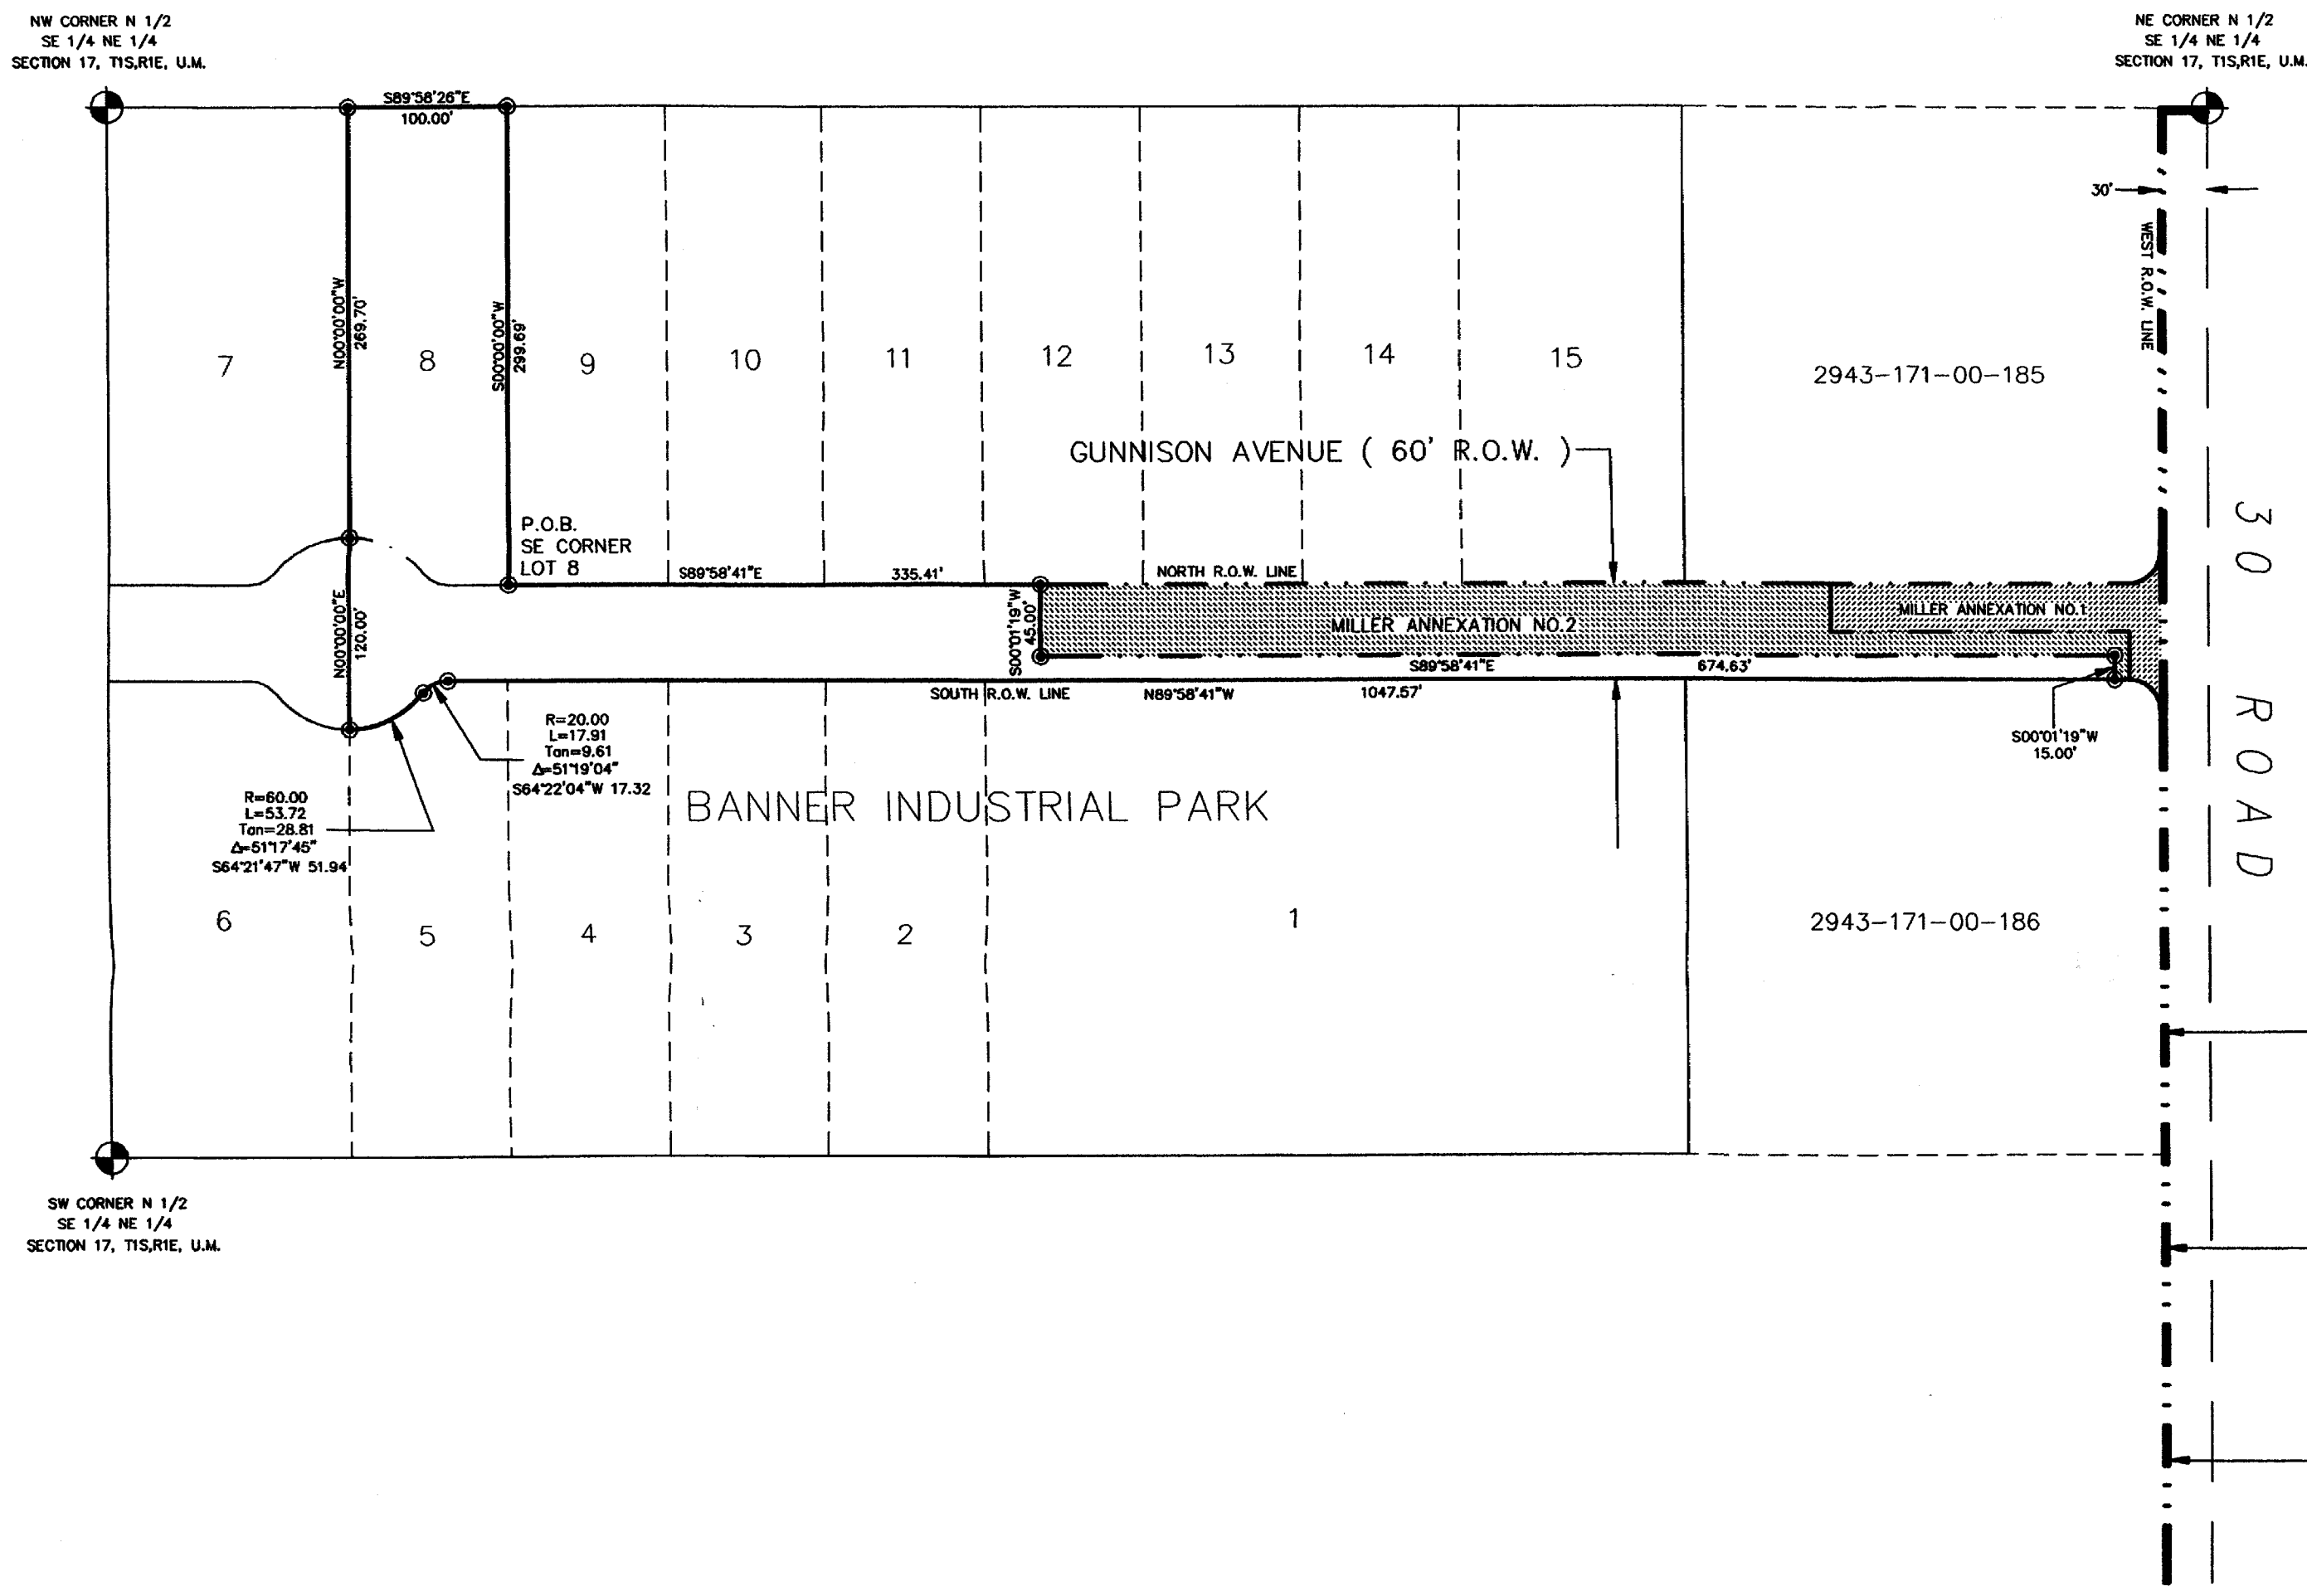 NW CORNER N 1/2
SE 1/4 NE 1/4
SECTION 17, T1S,R1E, U.M.
NE CORNER N 1/2
SE 1/4 NE 1/4
SECTION 17, T1S,R1E, U.M.
S89°58'26"E
100.00'
30'
WEST R.O.W. LINE
N00°00'00"W
269.70'
S00°00'00"W
299.69'
7
8
9
10
11
12
13
14
15
2943-171-00-185
GUNNISON AVENUE ( 60' R.O.W. )
30 ROAD
P.O.B.
SE CORNER
LOT 8
S89°58'41"E
335.41'
NORTH R.O.W. LINE
N00°00'00"E
120.00'
S00°01'19"W
45.00'
MILLER ANNEXATION NO.1
MILLER ANNEXATION NO.2
S89°58'41"E
674.63'
SOUTH R.O.W. LINE
N89°58'41"W
1047.57'
S00°01'19"W
15.00'
R=20.00
L=17.91
Tan=9.61
Δ=51°19'04"
S64°22'04"W 17.32
R=60.00
L=53.72
Tan=28.81
Δ=51°17'45"
S64°21'47"W 51.94
BANNER INDUSTRIAL PARK
6
5
4
3
2
1
2943-171-00-186
SW CORNER N 1/2
SE 1/4 NE 1/4
SECTION 17, T1S,R1E, U.M.